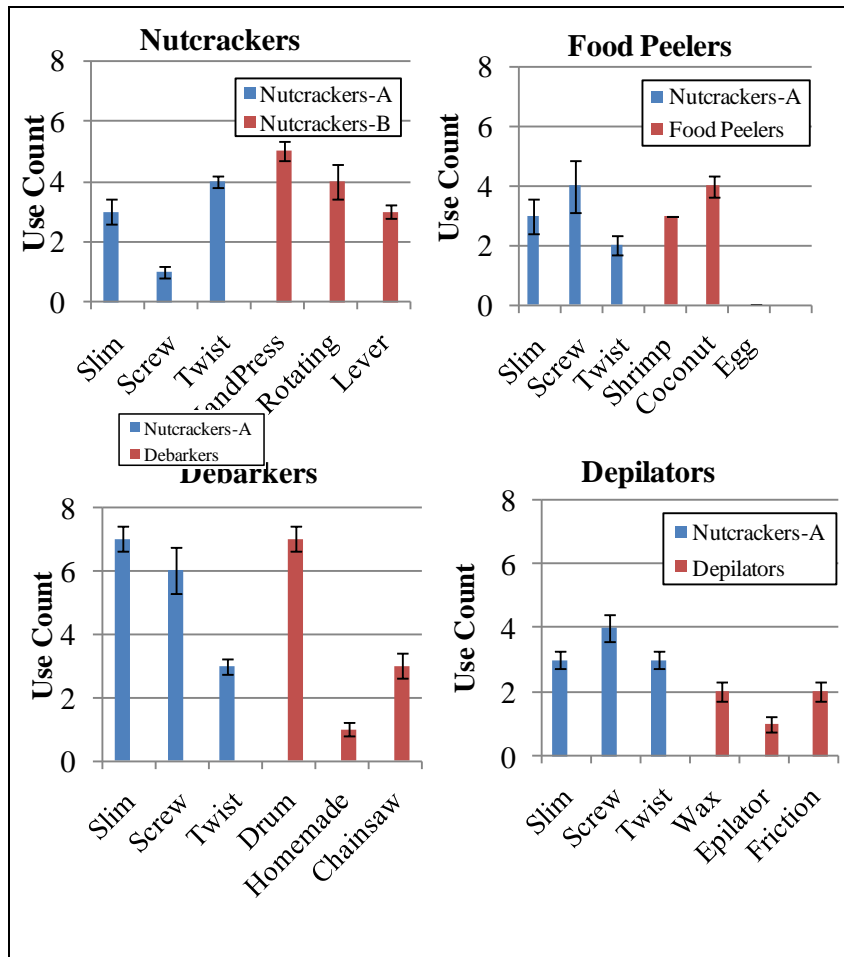 Nutcrackers
8
6
4
2
0
Use Count
Nutcrackers-A
Nutcrackers-B
Slim
Screw
Twist
HandPress
Rotating
Lever
Food Peelers
8
6
4
2
0
Use Count
Nutcrackers-A
Food Peelers
Slim
Screw
Twist
Shrimp
Coconut
Egg
Nutcrackers-A
Debarkers
Debarkers
8
6
4
2
0
Use Count
Slim
Screw
Twist
Drum
Homemade
Chainsaw
Depilators
8
6
4
2
0
Use Count
Nutcrackers-A
Depilators
Slim
Screw
Twist
Wax
Epilator
Friction